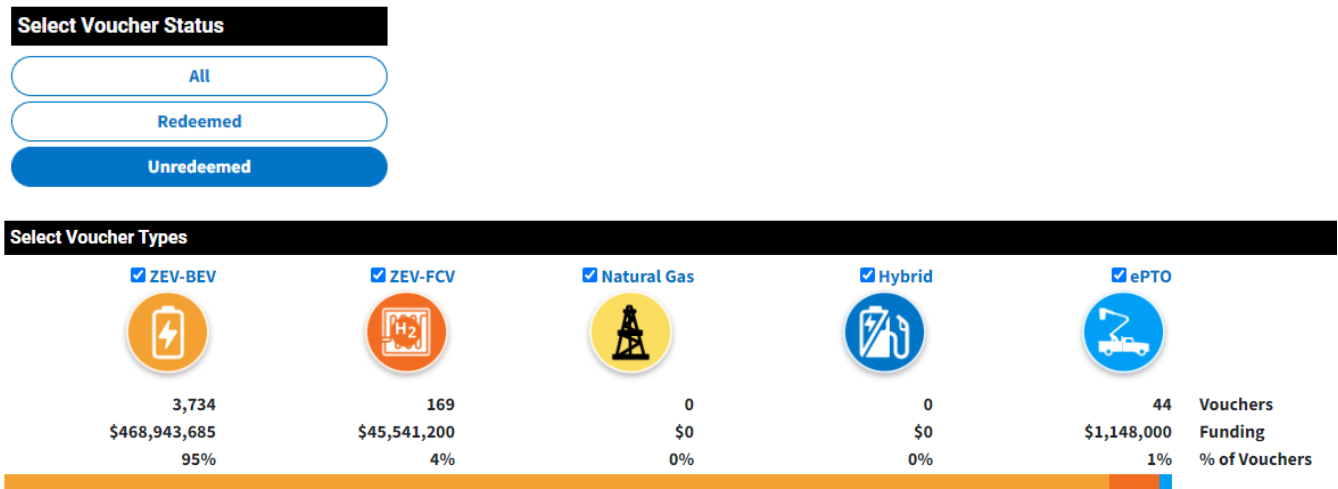 Select Voucher Status
All
Redeemed
Unredeemed
Select Voucher Types
ZEV-BEV ZEV-FCV Natural Gas Hybrid ePTO
H2
3,734 169 0 0 44 Vouchers
$468,943,685 $45,541,200 $0 $0 $1,148,000 Funding
95% 4% 0% 0% 1% % of Vouchers